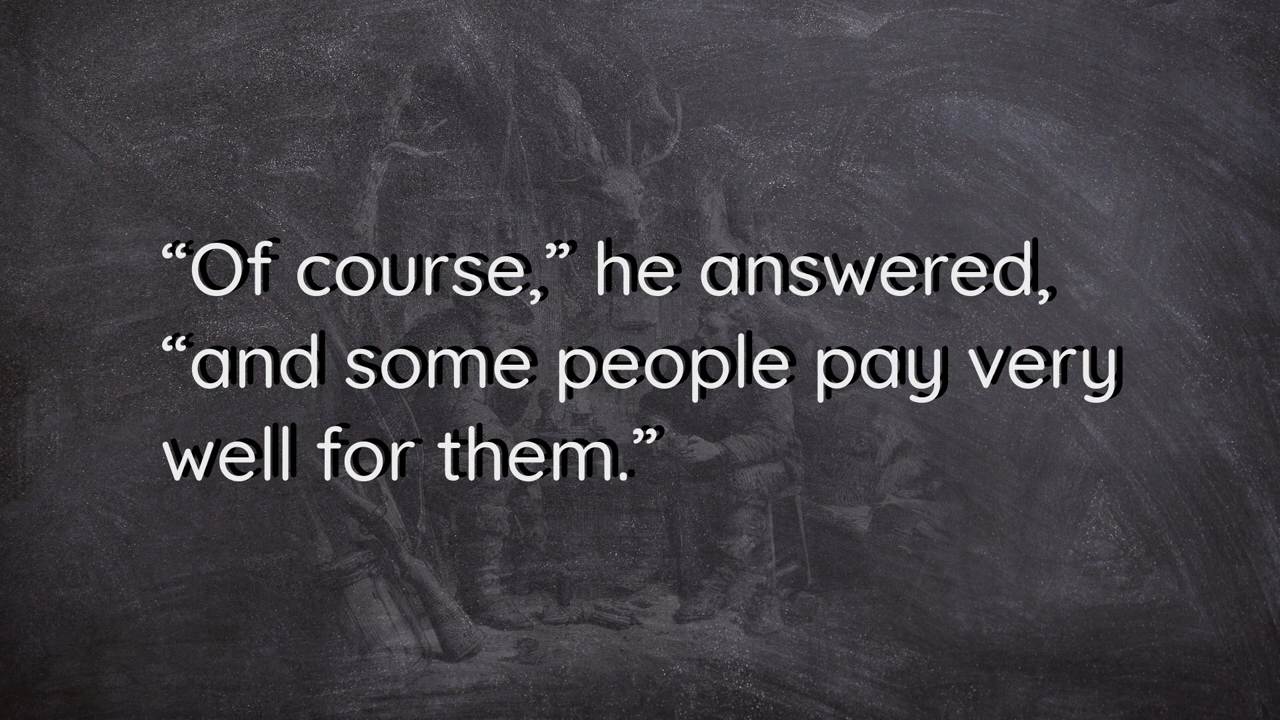 “Of course,” he answered,
“and some people pay very
well for them.”